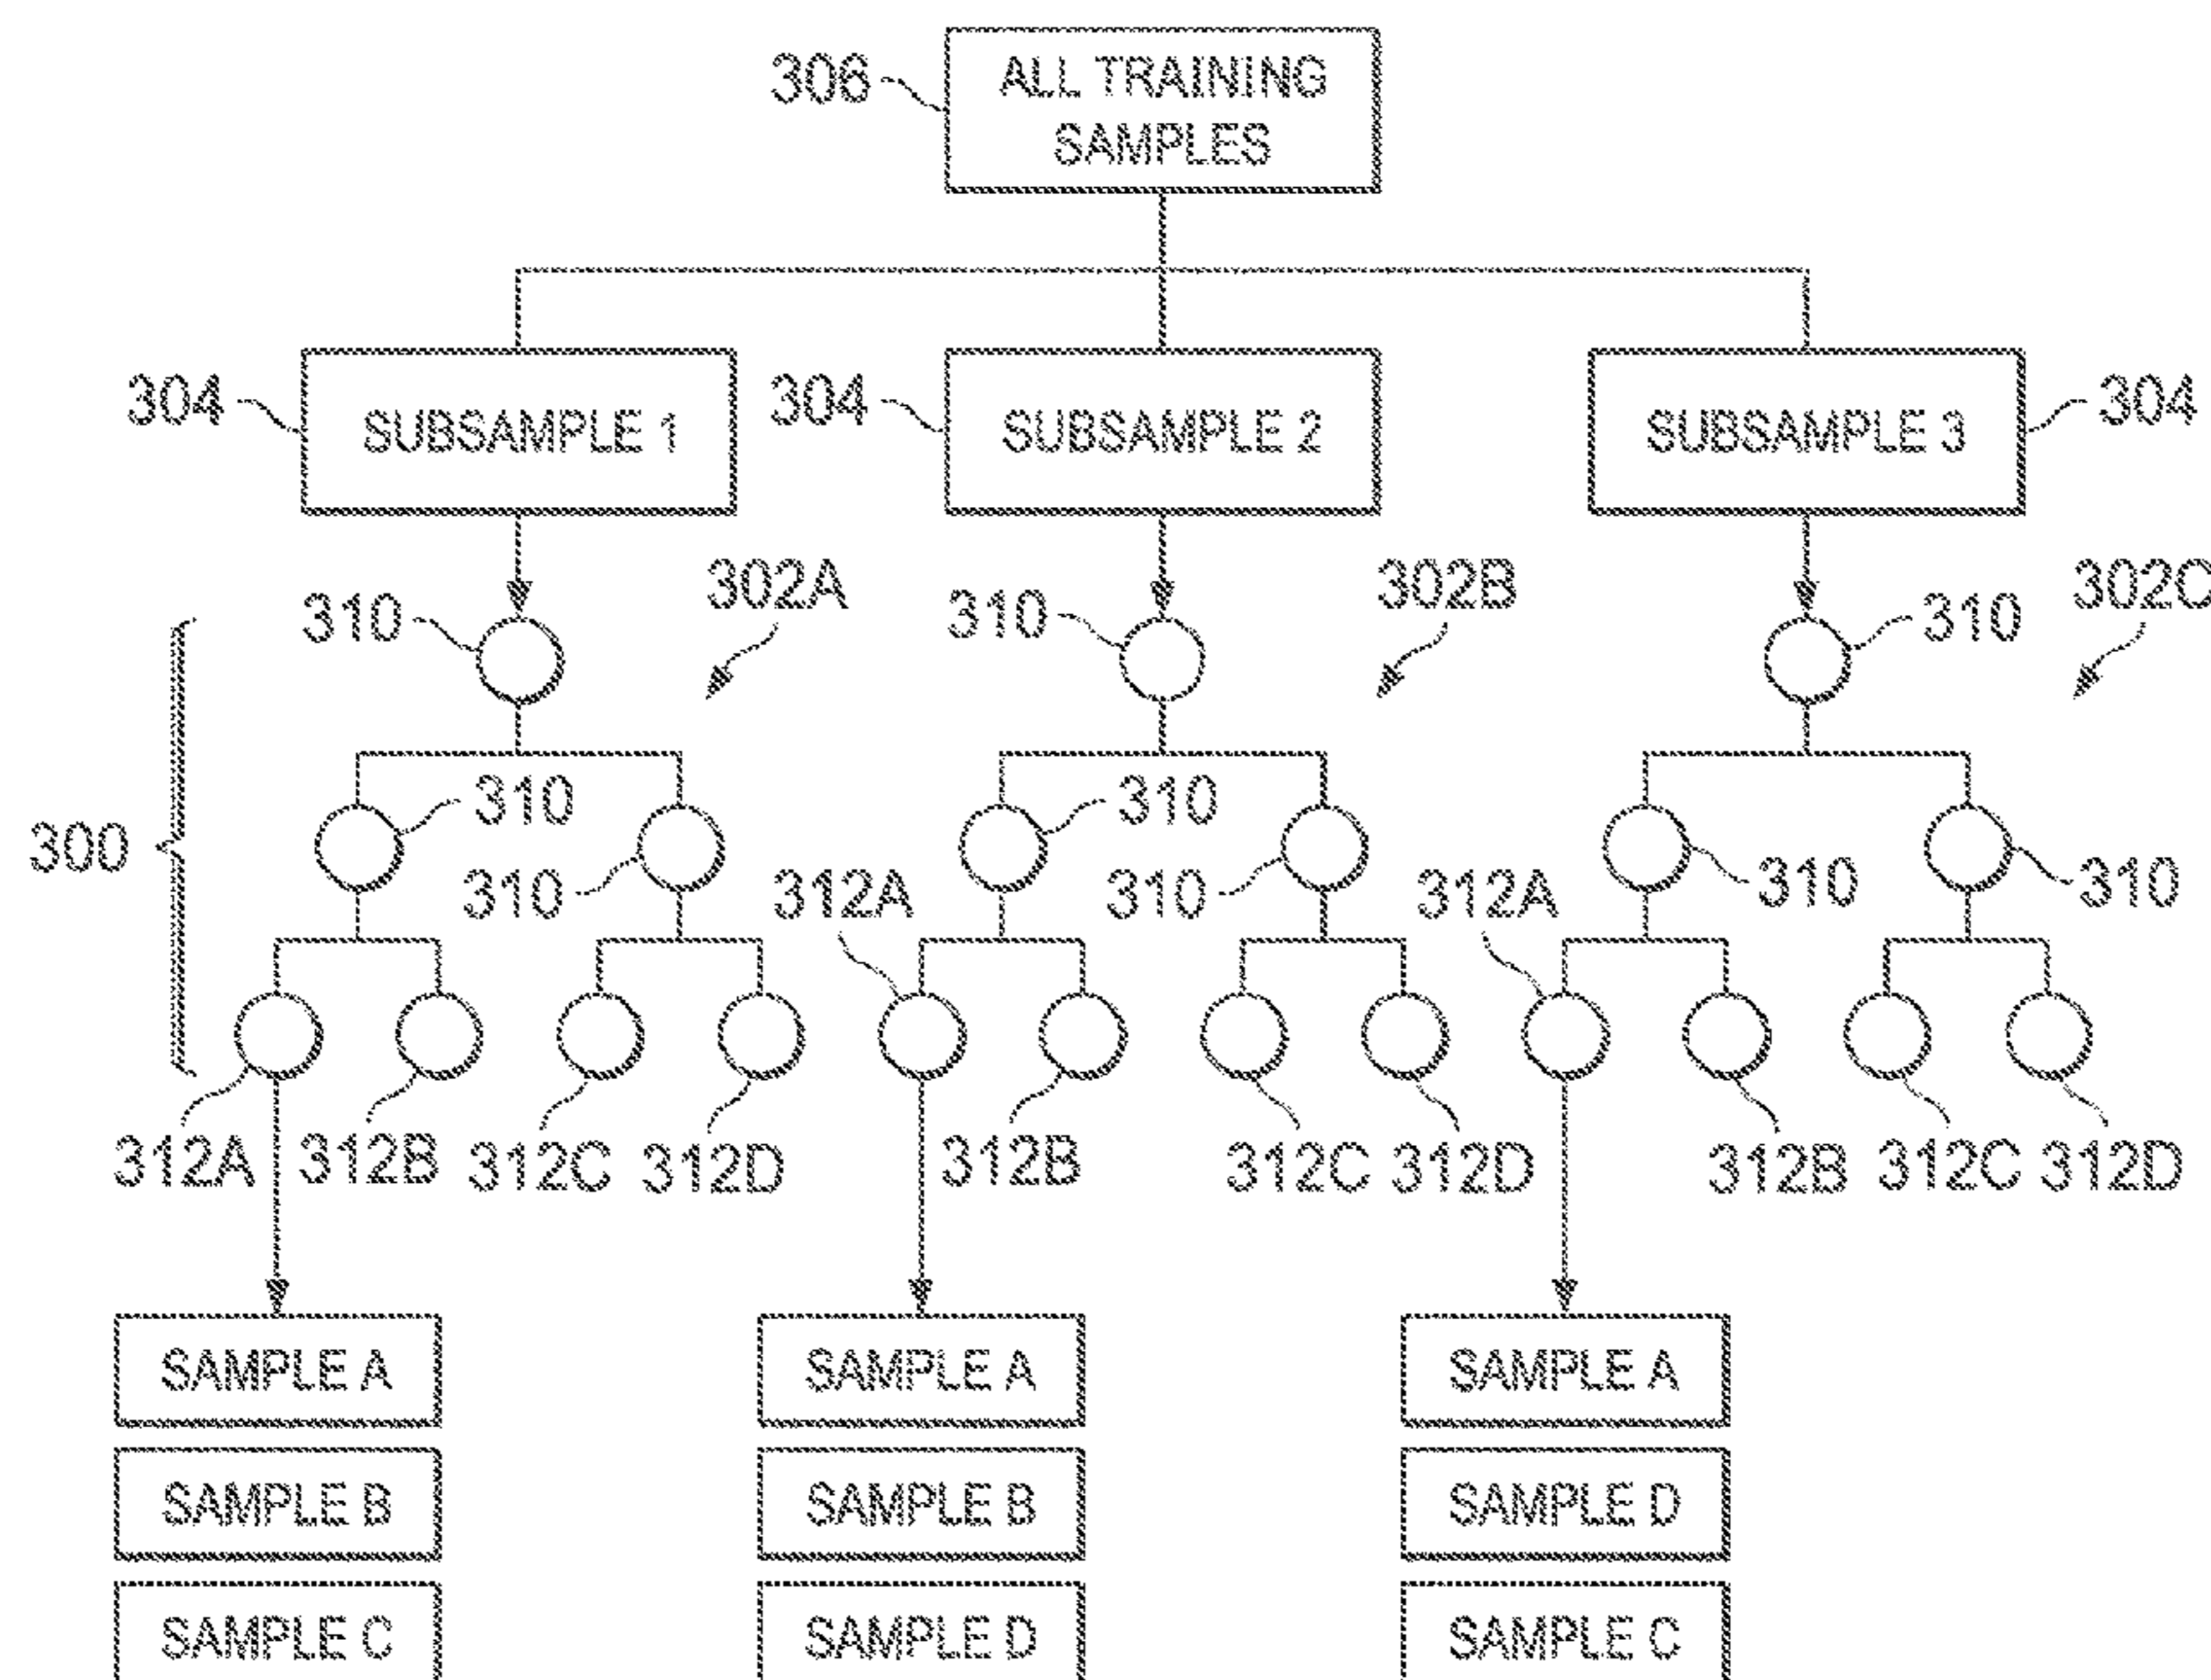 306
ALL TRAINING
SAMPLES
304
SUBSAMPLE 1
304
SUBSAMPLE 2
SUBSAMPLE 3
304
310
302A
310
302B
310
302C
300
310
310
310
310
310
310
312A
312A
312A
312B
312C
312D
312B
312C
312D
312B
312C
312D
SAMPLE A
SAMPLE A
SAMPLE A
SAMPLE B
SAMPLE B
SAMPLE D
SAMPLE C
SAMPLE D
SAMPLE C